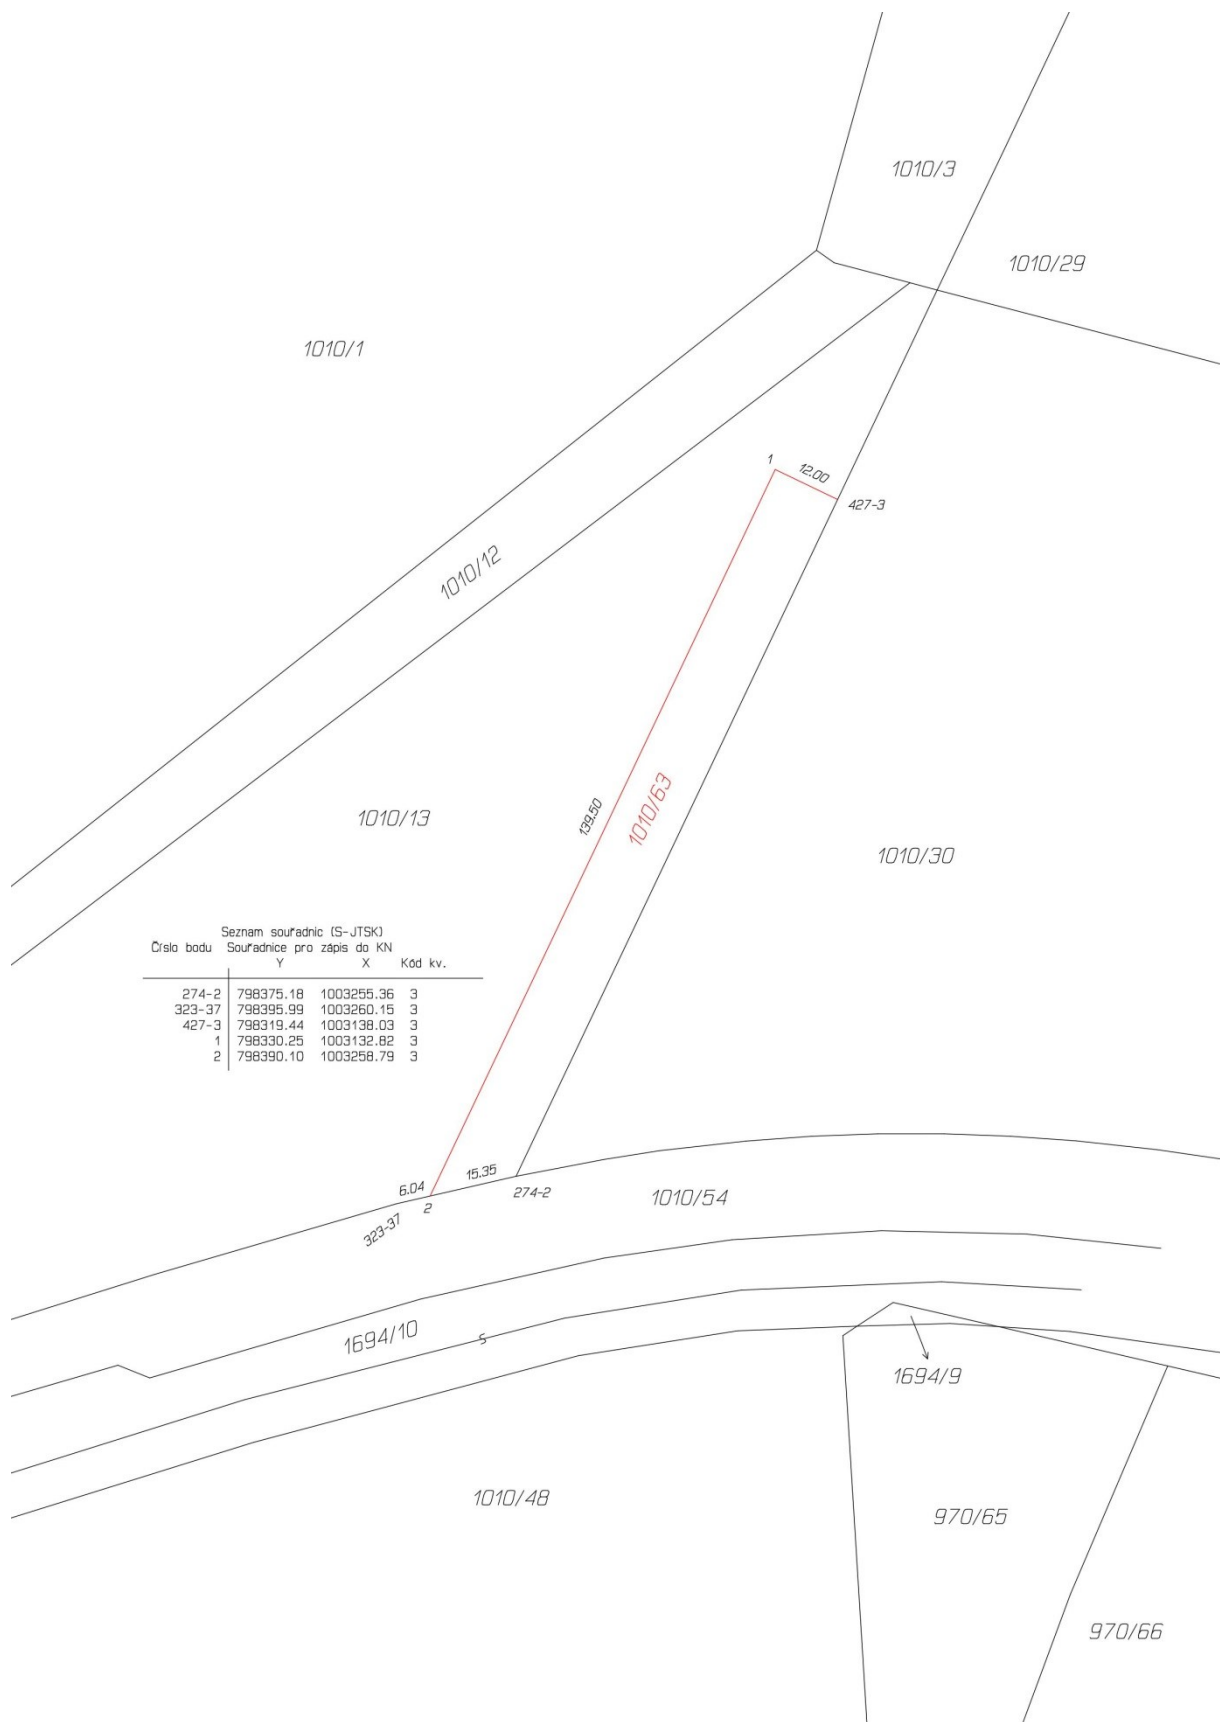 1010/3
1010/29
1010/1
1
12.00
427-3
1010/12
139.50
1010/63
1010/13
1010/30
Seznam souřadnic (S-JTSK)
Číslo bodu Souřadnice pro zápis do KN
Y X Kód kv.
274-2 798375.18 1003255.36 3
323-37 798395.99 1003260.15 3
427-3 798319.44 1003138.03 3
1 798330.25 1003132.82 3
2 798390.10 1003258.79 3
15.35
6.04
274-2
2
323-37
1010/54
1694/10
S
1694/9
1010/48
970/65
970/66